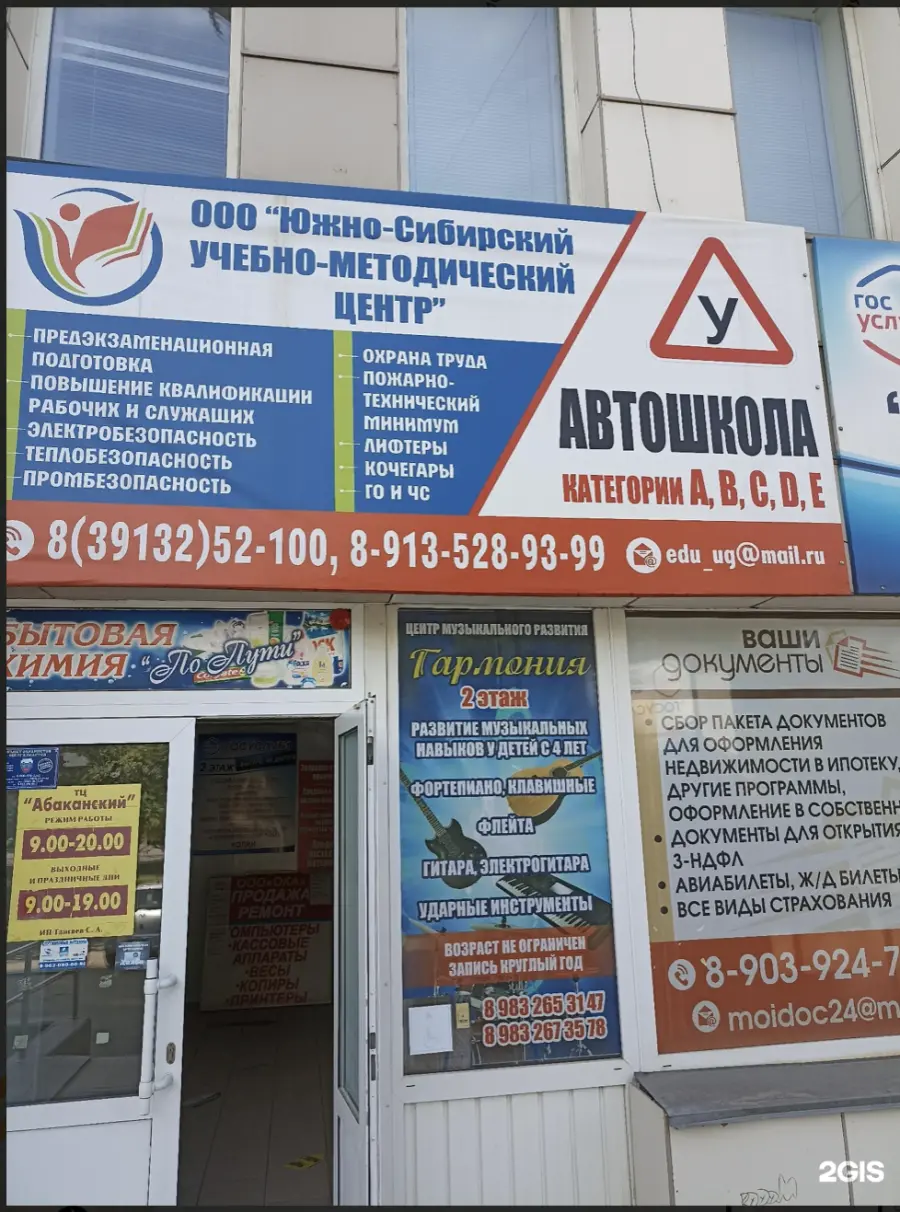 ООО “Южно-Сибирский
УЧЕБНО-МЕТОДИЧЕСКИЙ
ЦЕНТР”
ПРЕДЭКЗАМЕНАЦИОННАЯ
ПОДГОТОВКА
ПОВЫШЕНИЕ КВАЛИФИКАЦИИ
РАБОЧИХ И СЛУЖАЩИХ
ЭЛЕКТРОБЕЗОПАСНОСТЬ
ТЕПЛОБЕЗОПАСНОСТЬ
ПРОМБЕЗОПАСНОСТЬ
ОХРАНА ТРУДА
ПОЖАРНО-
ТЕХНИЧЕСКИЙ
МИНИМУМ
ЛИФТЕРЫ
КОЧЕГАРЫ
ГО И ЧС
У
АВТОШКОЛА
КАТЕГОРИИ А, В, С, D, Е
8(39132)52-100, 8-913-528-93-99
edu_ug@mail.ru
ГОС
УСЛ
БЫТОВАЯ
ХИМИЯ “По Пути”
ТЦ
"Абаканский"
РЕЖИМ РАБОТЫ
9.00-20.00
ВЫХОДНЫЕ
И ПРАЗДНИЧНЫЕ ДНИ
9.00-19.00
2 ЭТАЖ
ПРОДАЖА
РЕМОНТ
КОМПЬЮТЕРЫ
•КАССОВЫЕ
АППАРАТЫ
•ВЕСЫ
•КОПИРЫ
ПРИНТЕРЫ
ЦЕНТР МУЗЫКАЛЬНОГО РАЗВИТИЯ
Гармония
2 этаж
РАЗВИТИЕ МУЗЫКАЛЬНЫХ
НАВЫКОВ У ДЕТЕЙ С 4 ЛЕТ
ФОРТЕПИАНО, КЛАВИШНЫЕ
ФЛЕЙТА
ГИТАРА, ЭЛЕКТРОГИТАРА
УДАРНЫЕ ИНСТРУМЕНТЫ
ВОЗРАСТ НЕ ОГРАНИЧЕН
ЗАПИСЬ КРУГЛЫЙ ГОД
8 983 265 31 47
8 983 267 35 78
ВАШИ
ДОКУМЕНТЫ
• СБОР ПАКЕТА ДОКУМЕНТОВ
ДЛЯ ОФОРМЛЕНИЯ
НЕДВИЖИМОСТИ В ИПОТЕКУ,
ДРУГИЕ ПРОГРАММЫ,
ОФОРМЛЕНИЕ В СОБСТВЕНН
• ДОКУМЕНТЫ ДЛЯ ОТКРЫТИЯ
3-НДФЛ
• АВИАБИЛЕТЫ, Ж/Д БИЛЕТЫ
• ВСЕ ВИДЫ СТРАХОВАНИЯ
8-903-924-7
moidoc24@m
2GIS